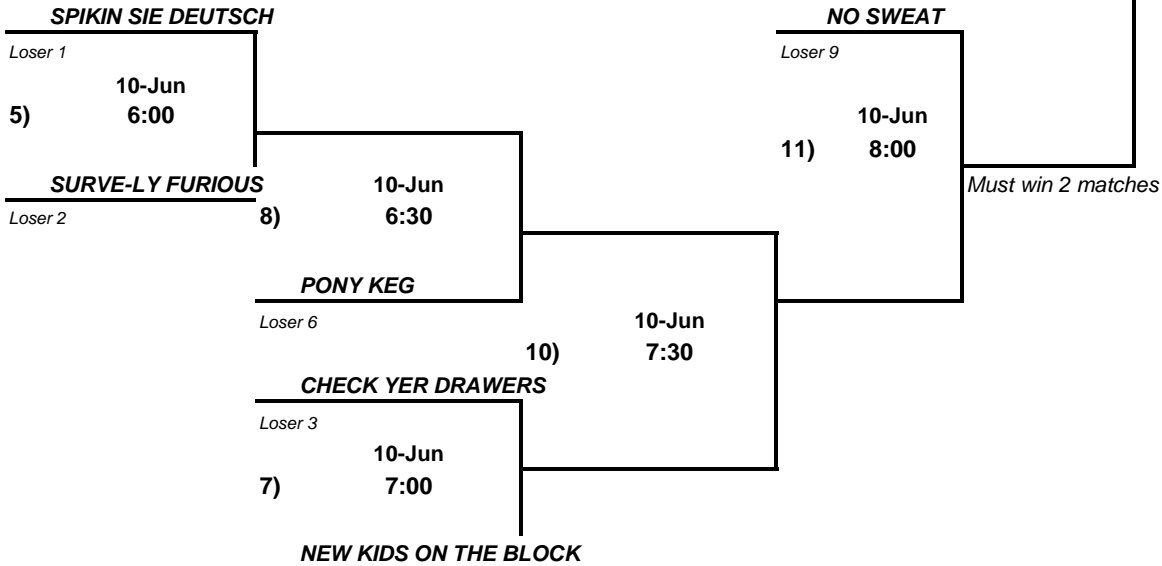 SPIKIN SIE DEUTSCH
NO SWEAT
Loser 1
Loser 9
10-Jun
5) 6:00
10-Jun
11) 8:00
SURVE-LY FURIOUS
10-Jun
Must win 2 matches
Loser 2
8) 6:30
PONY KEG
Loser 6
10-Jun
10) 7:30
CHECK YER DRAWERS
Loser 3
10-Jun
7) 7:00
NEW KIDS ON THE BLOCK